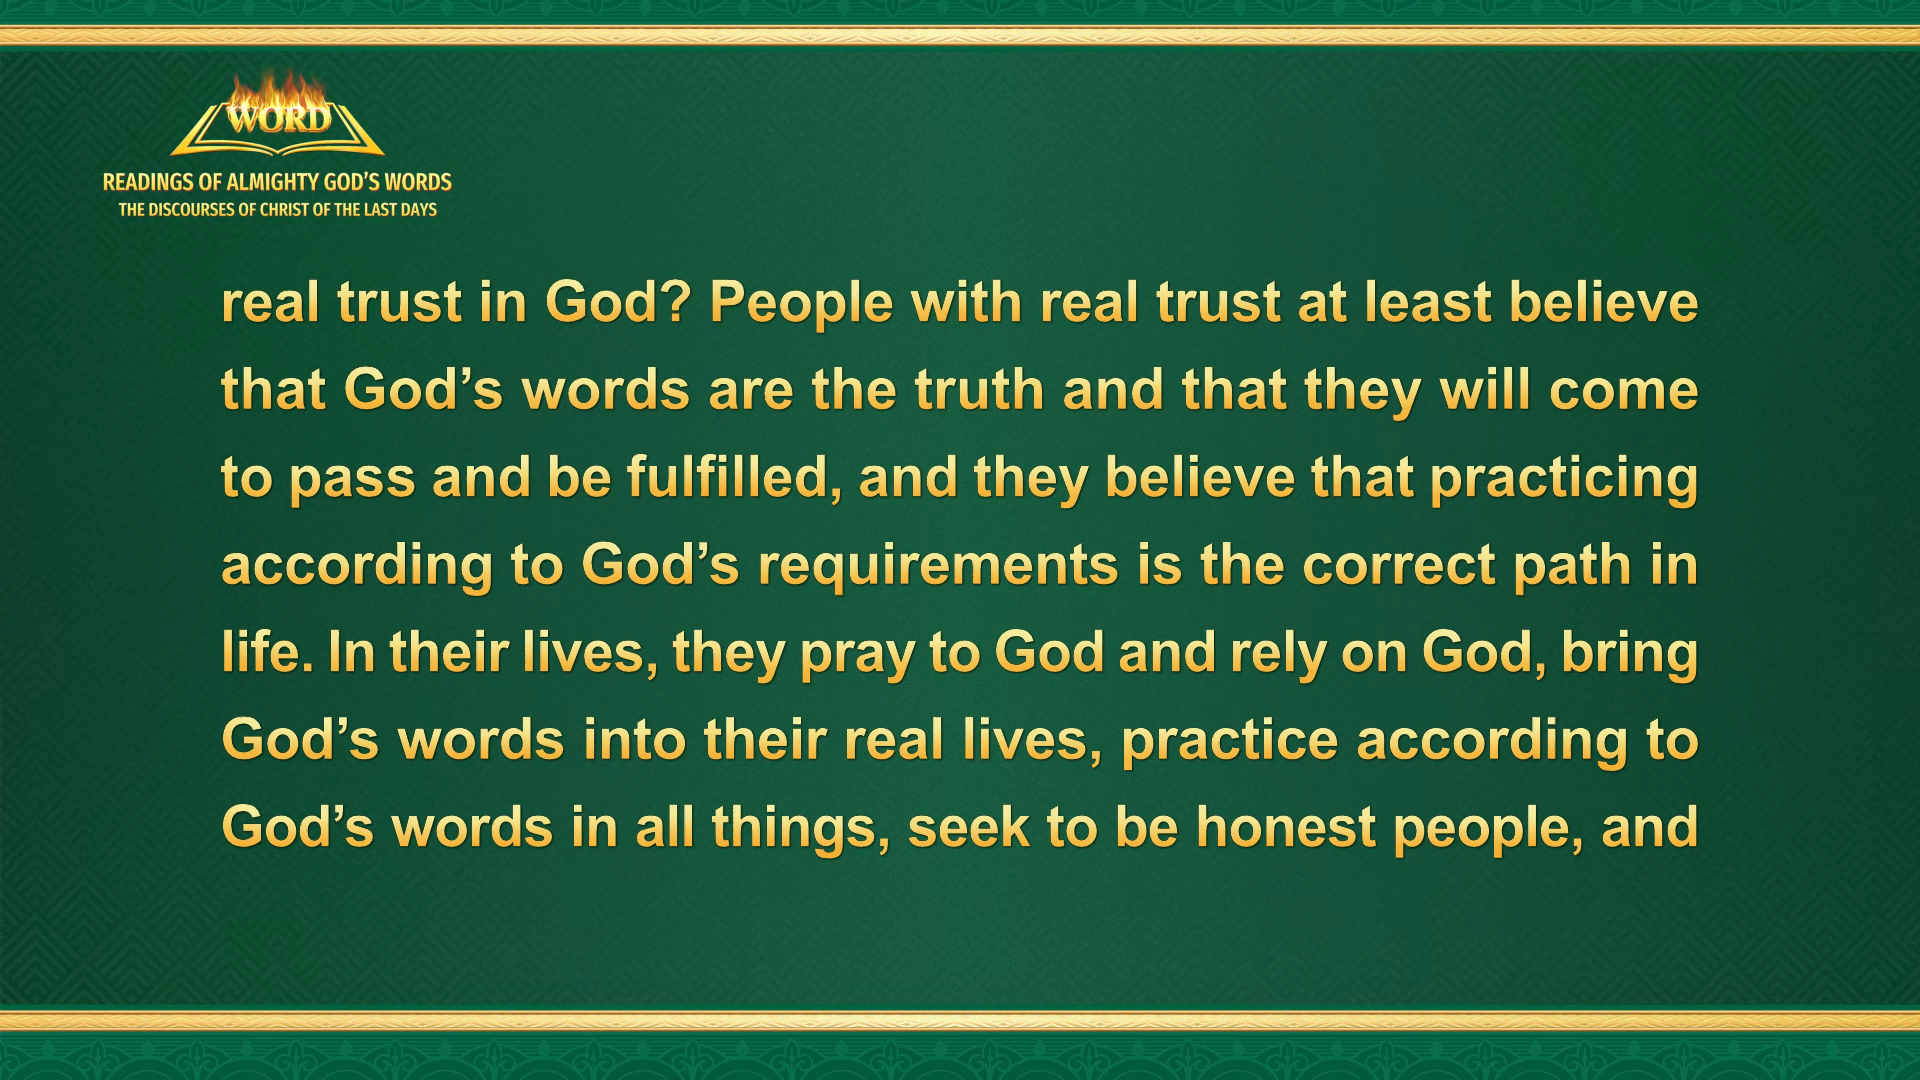 WORD
READINGS OF ALMIGHTY GOD’S WORDS
THE DISCOURSES OF CHRIST OF THE LAST DAYS
real trust in God? People with real trust at least believe
that God’s words are the truth and that they will come
to pass and be fulfilled, and they believe that practicing
according to God’s requirements is the correct path in
life. In their lives, they pray to God and rely on God, bring
God’s words into their real lives, practice according to
God’s words in all things, seek to be honest people, and